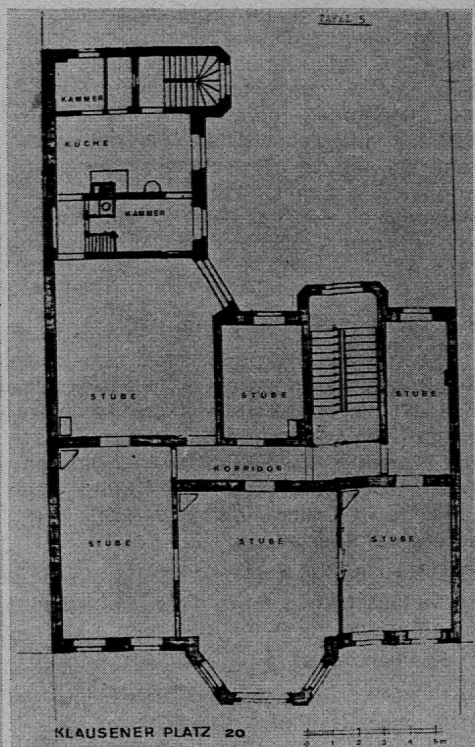 TAFEL 5
KAMMER
KÜCHE
KAMMER
STUBE
STUBE
STUBE
KORRIDOR
STUBE
STUBE
STUBE
KLAUSENER PLATZ 20
0 1 2 3 4 5m